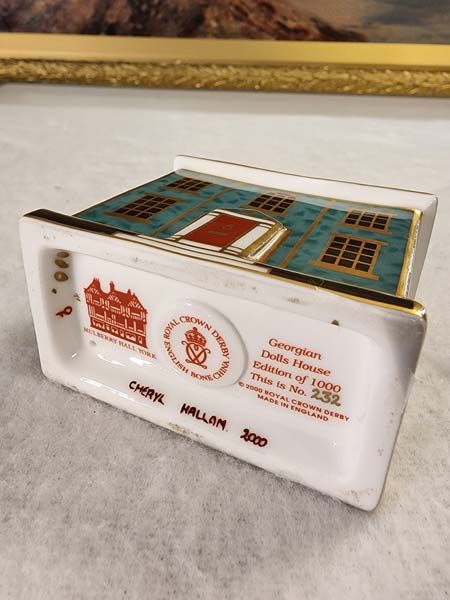 MULBERRY HALL YORK
ROYAL CROWN DERBY
ENGLISH BONE CHINA
Georgian
Dolls House
Edition of 1000
This is No. 232
© 2000 ROYAL CROWN DERBY
MADE IN ENGLAND
CHERYL HALLAM 2000